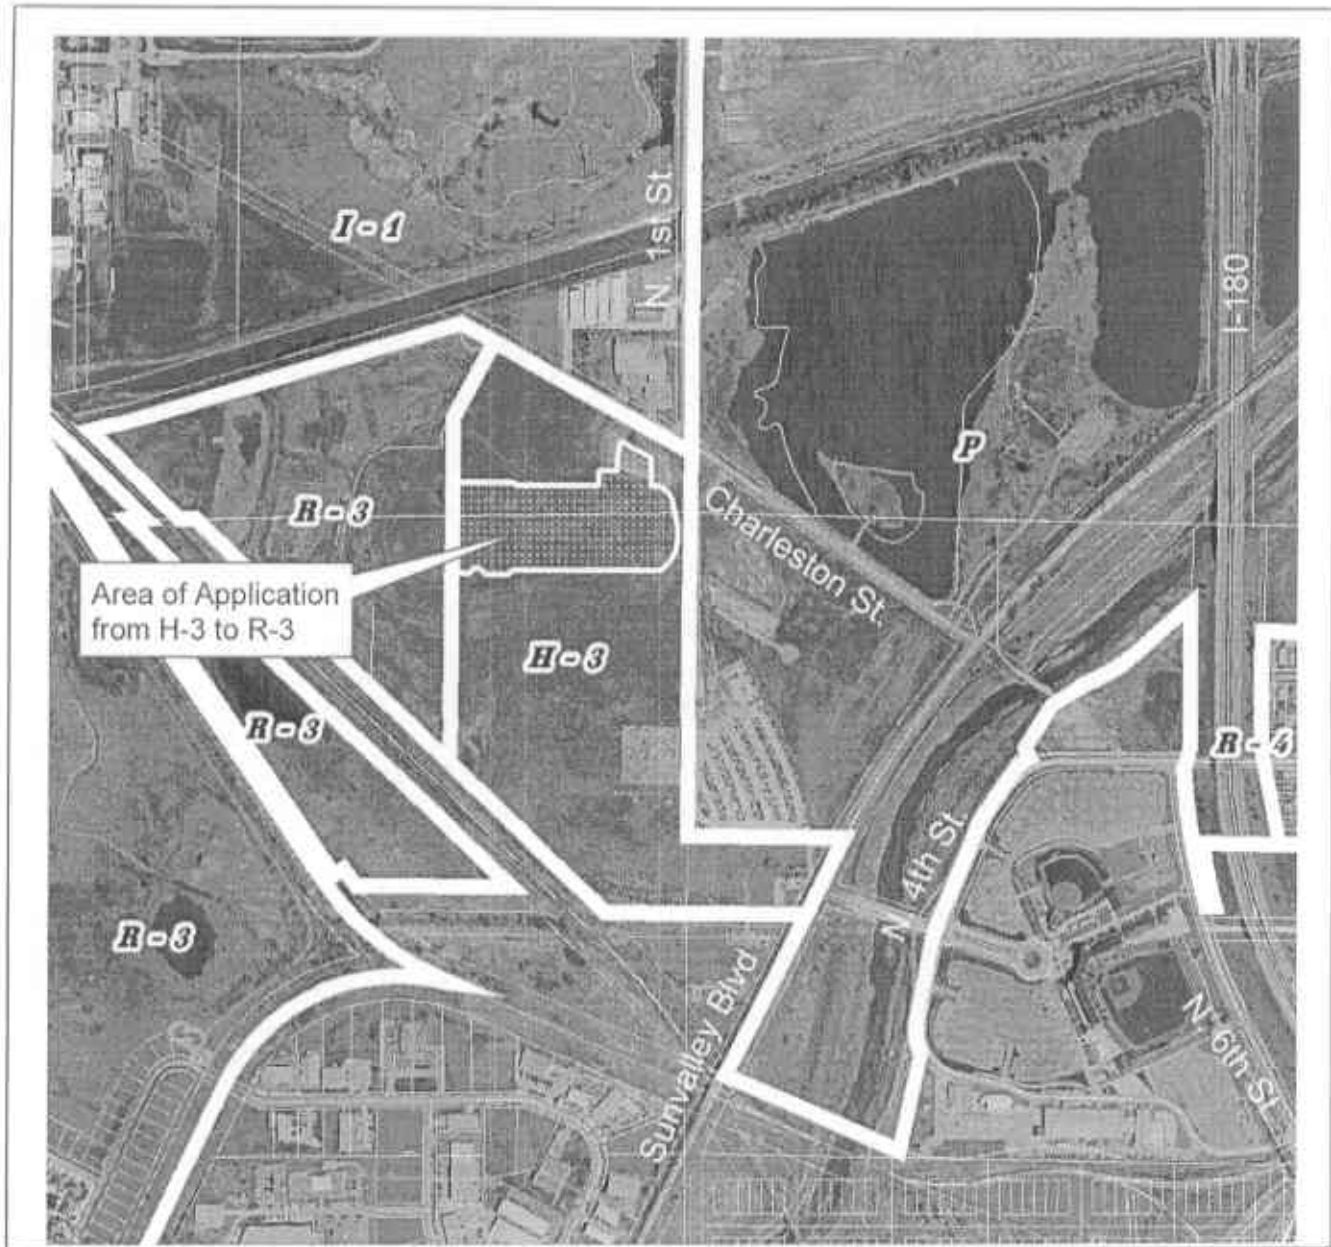 I - 1
N. 1st St.
I-180
P
R - 3
Charleston St.
Area of Application
from H-3 to R-3
H - 3
R - 3
R - 4
N. 4th St.
R - 3
Sunvalley Blvd
N. 6th St.